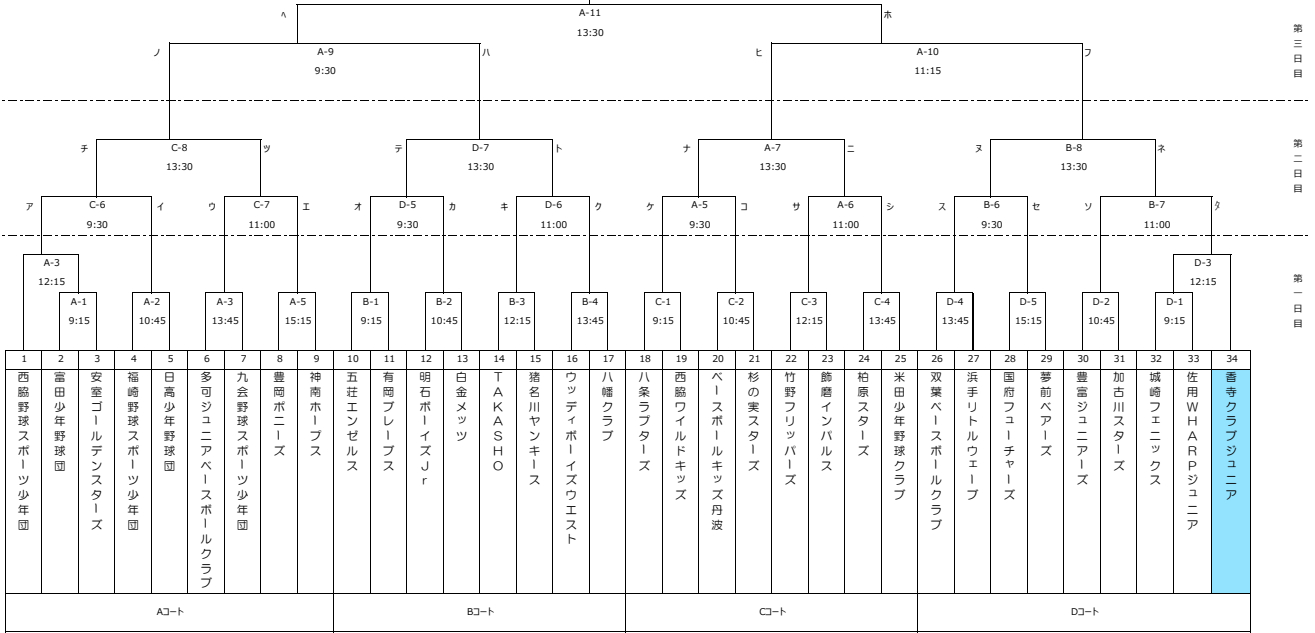 ヘ A-11 ホ
13:30
ノ A-9 ハ ヒ A-10 フ
9:30 11:15
第三日目
チ C-8 ツ テ D-7 ト ナ A-7 ニ ヌ B-8 ネ
13:30 13:30 13:30 13:30
第二日目
ア C-6 イ ウ C-7 エ オ D-5 カ キ D-6 ク ケ A-5 コ サ A-6 シ ス B-6 セ ソ B-7 タ
9:30 11:00 9:30 11:00 9:30 11:00 9:30 11:00
A-3 D-3
12:15 12:15
第一日目
A-1 A-2 A-3 A-5 B-1 B-2 B-3 B-4 C-1 C-2 C-3 C-4 D-4 D-5 D-2 D-1
9:15 10:45 13:45 15:15 9:15 10:45 12:15 13:45 9:15 10:45 12:15 13:45 13:45 15:15 10:45 9:15
1 2 3 4 5 6 7 8 9 10 11 12 13 14 15 16 17 18 19 20 21 22 23 24 25 26 27 28 29 30 31 32 33 34
西脇野球スポーツ少年団
富田少年野球団
安室ゴールデンスターズ
福崎野球スポーツ少年団
日高少年野球団
多可ジュニアベースボールクラブ
九会野球スポーツ少年団
豊岡ポニーズ
神南ホープス
五荘エンゼルス
有岡ブレーブス
明石ボーイズJr
白金メッツ
TAKASHO
猪名川ヤンキース
ウッディボーイズウエスト
八幡クラブ
八条ラプターズ
西脇ワイルドキッズ
ベースボールキッズ丹波
杉の実スターズ
竹野フリッパーズ
飾磨インパルス
柏原スターズ
米田少年野球クラブ
双葉ベースボールクラブ
浜手リトルウェーブ
国府フューチャーズ
夢前ベアーズ
豊富ジュニアーズ
加古川スターズ
城崎フェニックス
佐用WHARPジュニア
香寺クラブジュニア
Aコート Bコート Cコート Dコート